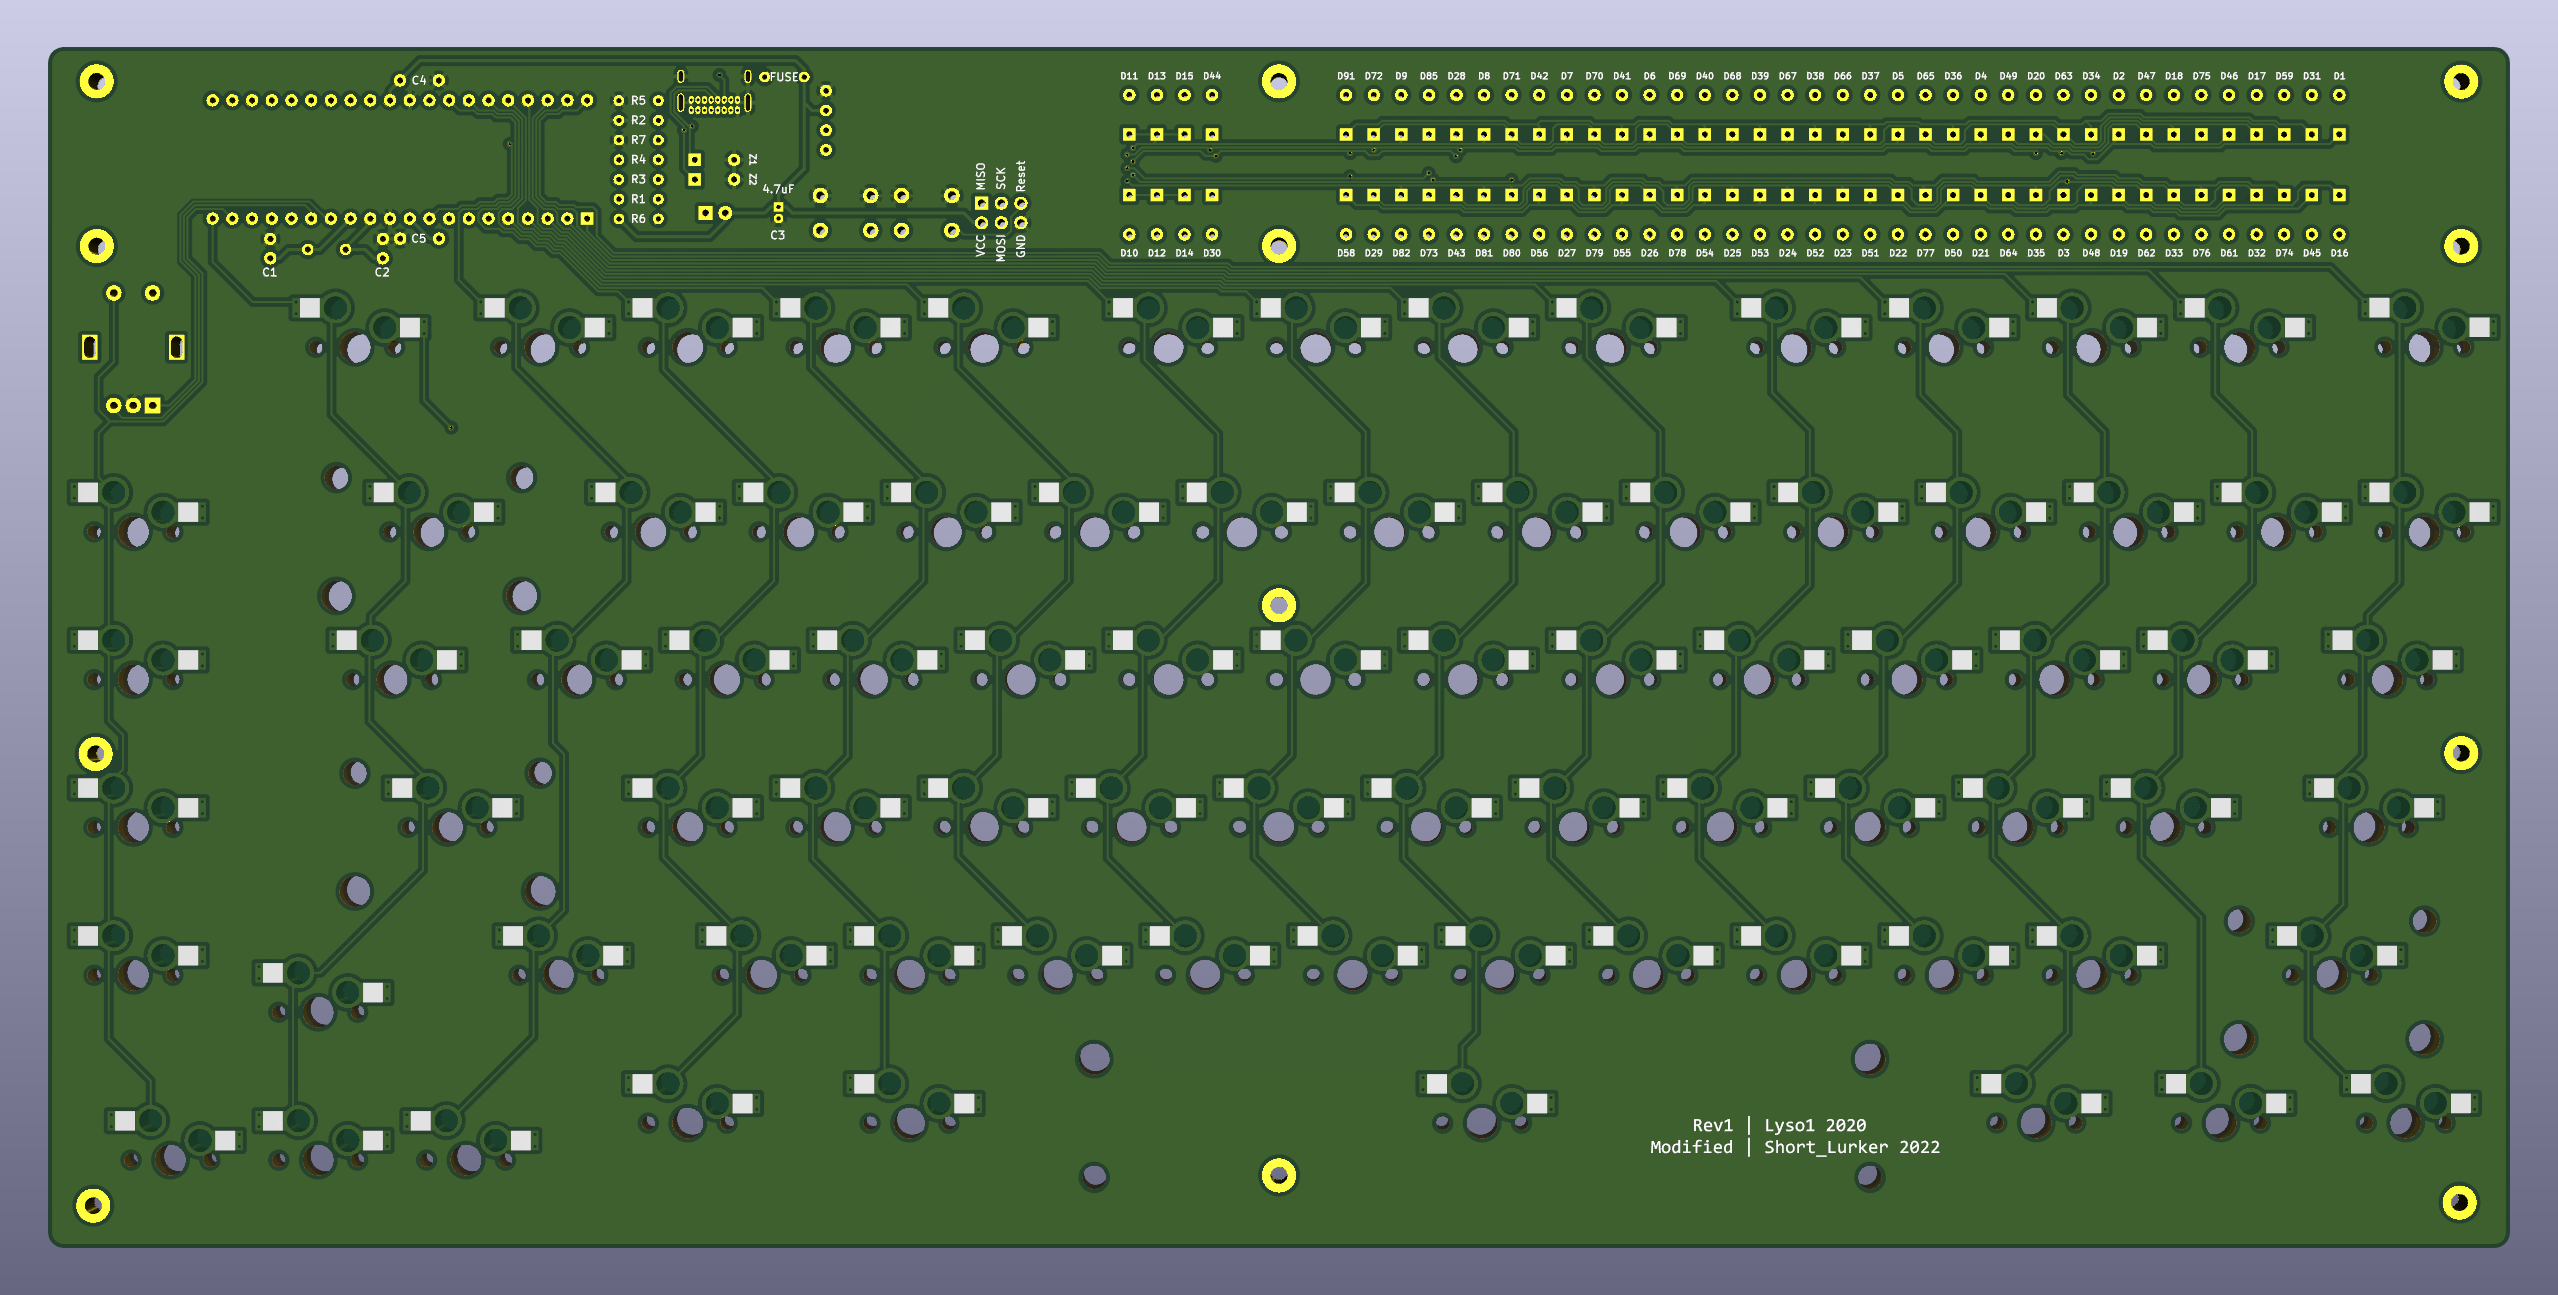 C4
FUSE
R5
R2
R7
R4
R3
R1
R6
Z1
Z2
4.7uF
C3
C5
C1
C2
MISO
SCK
Reset
VCC
MOSI
GND
D11 D13 D15 D44
D91 D72 D9 D85 D28 D8 D71 D42 D7 D70 D41 D6 D69 D40 D68 D39 D67 D38 D66 D37 D5 D65 D36 D4 D49 D20 D63 D34 D2 D47 D18 D75 D46 D17 D59 D31 D1
D10 D12 D14 D30
D58 D29 D82 D73 D43 D81 D80 D56 D27 D79 D55 D26 D78 D54 D25 D53 D24 D52 D23 D51 D22 D77 D50 D21 D64 D35 D3 D48 D19 D62 D33 D76 D61 D32 D74 D45 D16
Rev1 | Lyso1 2020
Modified | Short_Lurker 2022